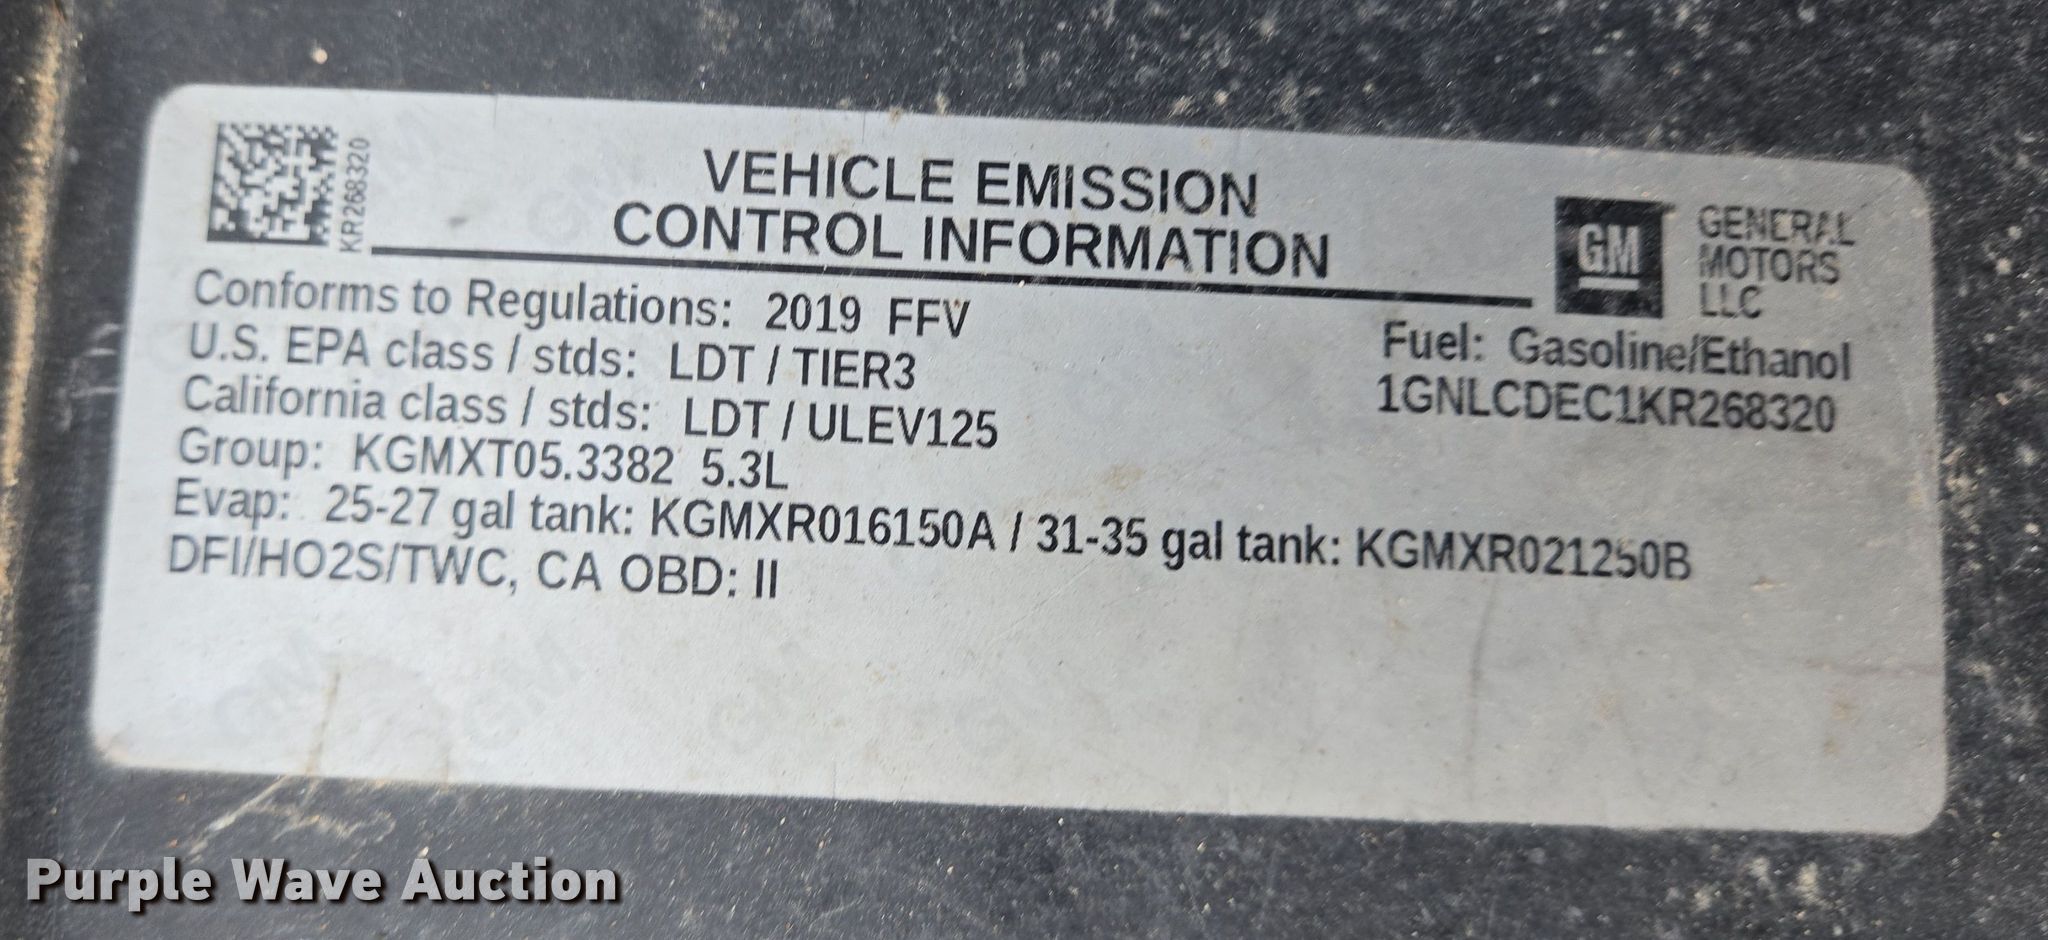 KR268320
VEHICLE EMISSION
CONTROL INFORMATION
GM
GENERAL
MOTORS
LLC
Conforms to Regulations: 2019 FFV
U.S. EPA class / stds: LDT / TIER3
California class / stds: LDT / ULEV125
Group: KGMXT05.3382 5.3L
Evap: 25-27 gal tank: KGMXR016150A / 31-35 gal tank: KGMXR021250B
DFI/HO2S/TWC, CA OBD: II
Fuel: Gasoline/Ethanol
1GNLCDEC1KR268320
Purple Wave Auction